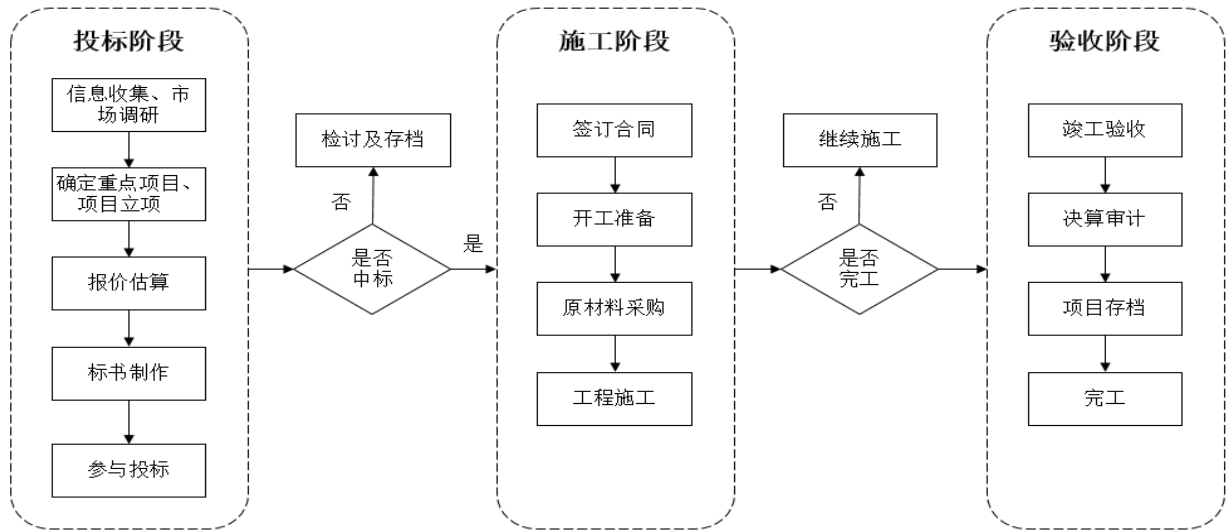 投标阶段
信息收集、市
场调研
确定重点项目、
项目立项
报价估算
标书制作
参与投标
检讨及存档
否
是否
中标
是
施工阶段
签订合同
开工准备
原材料采购
工程施工
继续施工
否
是否
完工
验收阶段
竣工验收
决算审计
项目存档
完工